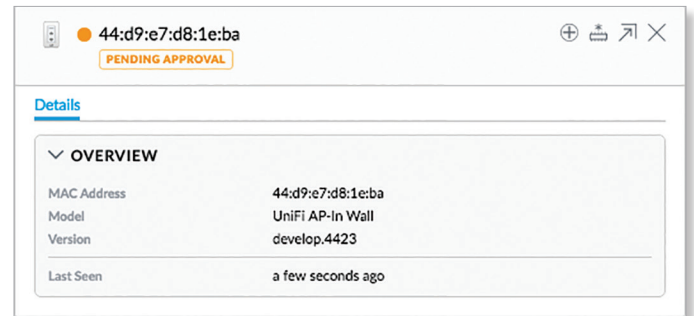 44:d9:e7:d8:1e:ba
PENDING APPROVAL
Details
OVERVIEW
MAC Address 44:d9:e7:d8:1e:ba
Model UniFi AP-In Wall
Version develop.4423
Last Seen a few seconds ago